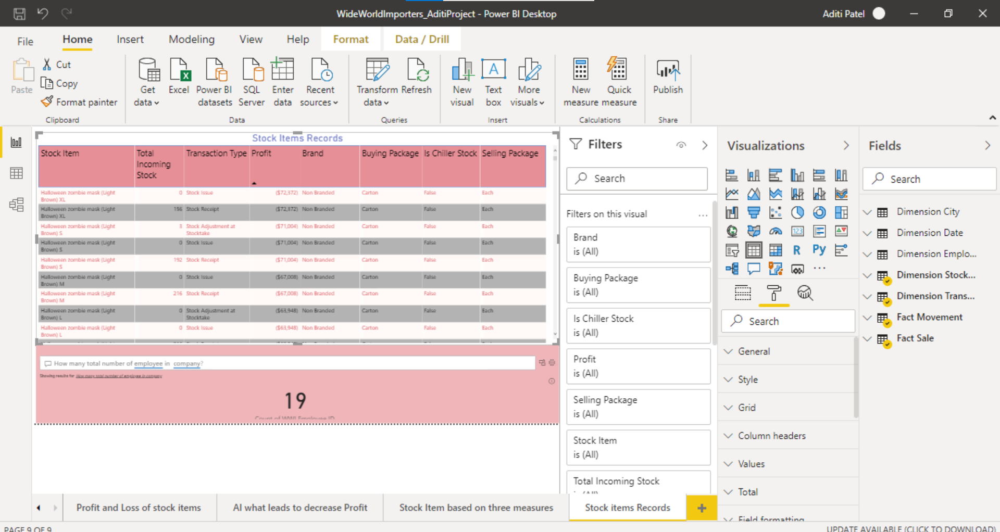 WideWorldImporters_AditiProject - Power BI Desktop
Aditi Patel
File
Home
Insert
Modeling
View
Help
Format
Data / Drill
Paste
Cut
Copy
Format painter
Clipboard
Get data
Excel
Power BI datasets
SQL Server
Enter data
Recent sources
Data
Transform data
Refresh
Queries
New visual
Text box
More visuals
Insert
New measure
Quick measure
Calculations
Publish
Share
Stock Items Records
Stock Item Total Incoming Stock Transaction Type Profit Brand Buying Package Is Chiller Stock Selling Package
Halloween zombie mask (Light Brown) XL 0 Stock Issue ($72,372) Non Branded Carton False Each
Halloween zombie mask (Light Brown) XL 156 Stock Receipt ($72,372) Non Branded Carton False Each
Halloween zombie mask (Light Brown) S 3 Stock Adjustment at Stocktake ($71,004) Non Branded Carton False Each
Halloween zombie mask (Light Brown) S 0 Stock Issue ($71,004) Non Branded Carton False Each
Halloween zombie mask (Light Brown) S 192 Stock Receipt ($71,004) Non Branded Carton False Each
Halloween zombie mask (Light Brown) M 0 Stock Issue ($67,008) Non Branded Carton False Each
Halloween zombie mask (Light Brown) M 216 Stock Receipt ($67,008) Non Branded Carton False Each
Halloween zombie mask (Light Brown) L 0 Stock Adjustment at Stocktake ($63,948) Non Branded Carton False Each
Halloween zombie mask (Light Brown) L 0 Stock Issue ($63,948) Non Branded Carton False Each
How many total number of employee in company?
Showing results for How many total number of employee in company
19
Count of WWI Employee ID
Filters
Search
Filters on this visual
...
Brand
is (All)
Buying Package
is (All)
Is Chiller Stock
is (All)
Profit
is (All)
Selling Package
is (All)
Stock Item
is (All)
Total Incoming Stock
is (All)
Visualizations
123
R
Py
...
Search
General
Style
Grid
Column headers
Values
Total
Field formatting
Fields
Search
Dimension City
Dimension Date
Dimension Emplo...
Dimension Stock...
Dimension Trans...
Fact Movement
Fact Sale
Profit and Loss of stock items
AI what leads to decrease Profit
Stock Item based on three measures
Stock items Records
+
PAGE 9 OF 9
UPDATE AVAILABLE (CLICK TO DOWNLOAD)